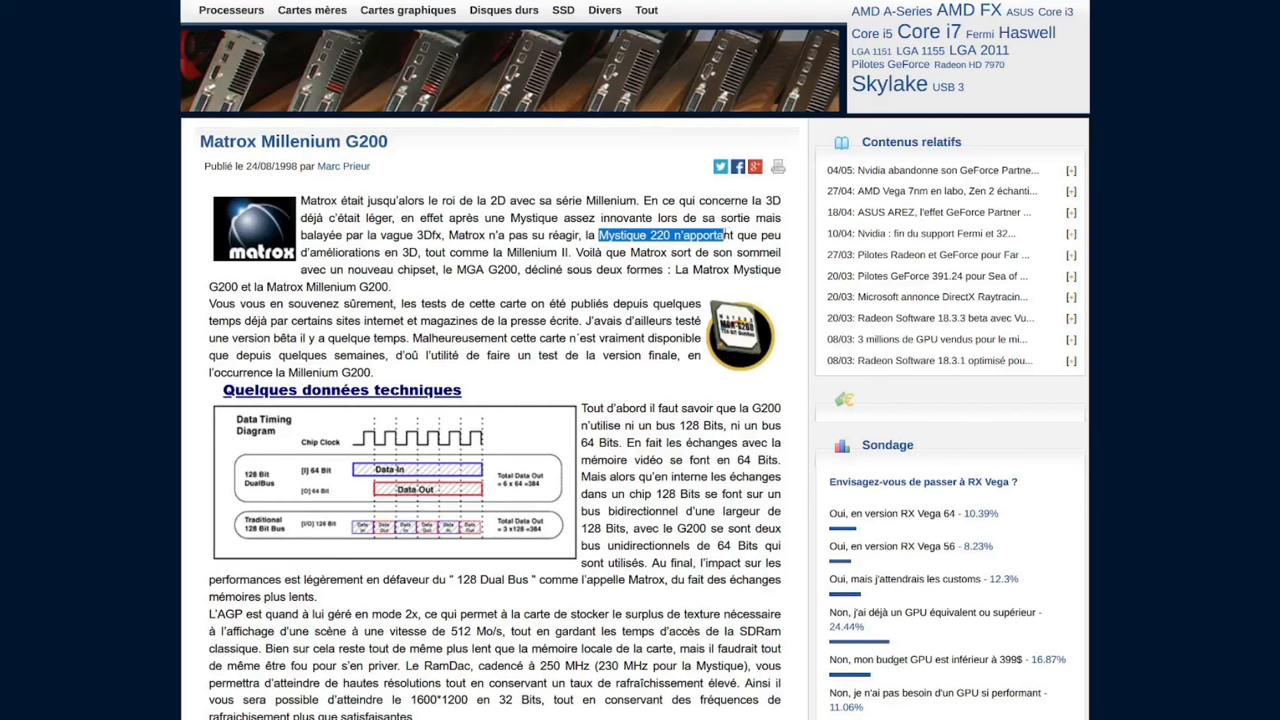 Processeurs Cartes mères Cartes graphiques Disques durs SSD Divers Tout
AMD A-Series AMD FX ASUS Core i3
Core i5 Core i7 Fermi Haswell
LGA 1151 LGA 1155 LGA 2011
Pilotes GeForce Radeon HD 7970
Skylake USB 3
Matrox Millenium G200
Publié le 24/08/1998 par Marc Prieur
matrox
Matrox était jusqu'alors le roi de la 2D avec sa série Millenium. En ce qui concerne la 3D
déjà c'était léger, en effet après une Mystique assez innovante lors de sa sortie mais
balayée par la vague 3Dfx, Matrox n'a pas su réagir, la Mystique 220 n'apportant que peu
d'améliorations en 3D, tout comme la Millenium II. Voilà que Matrox sort de son sommeil
avec un nouveau chipset, le MGA G200, décliné sous deux formes : La Matrox Mystique
G200 et la Matrox Millenium G200.
Vous vous en souvenez sûrement, les tests de cette carte on été publiés depuis quelques
temps déjà par certains sites internet et magazines de la presse écrite. J'avais d'ailleurs testé
une version bêta il y a quelque temps. Malheureusement cette carte n´est vraiment disponible
que depuis quelques semaines, d'où l'utilité de faire un test de la version finale, en
l'occurrence la Millenium G200.
Quelques données techniques
Data Timing
Diagram
Chip Clock
128 Bit
DualBus
[I] 64 Bit
Data In
[O] 64 Bit
Data Out
Total Data Out
= 6 x 64 =384
Traditional
128 Bit Bus
[I/O] 128 Bit
Data In Data Out Data In Data Out Data In Data Out
Total Data Out
= 3 x128 =384
Tout d'abord il faut savoir que la G200
n'utilise ni un bus 128 Bits, ni un bus
64 Bits. En fait les échanges avec la
mémoire vidéo se font en 64 Bits.
Mais alors qu'en interne les échanges
dans un chip 128 Bits se font sur un
bus bidirectionnel d'une largeur de
128 Bits, avec le G200 se sont deux
bus unidirectionnels de 64 Bits qui
sont utilisés. Au final, l'impact sur les
performances est légèrement en défaveur du " 128 Dual Bus " comme l'appelle Matrox, du fait des échanges
mémoires plus lents.
L'AGP est quand à lui géré en mode 2x, ce qui permet à la carte de stocker le surplus de texture nécessaire
à l'affichage d'une scène à une vitesse de 512 Mo/s, tout en gardant les temps d'accès de la SDRam
classique. Bien sur cela reste tout de même plus lent que la mémoire locale de la carte, mais il faudrait tout
de même être fou pour s'en priver. Le RamDac, cadencé à 250 MHz (230 MHz pour la Mystique), vous
permettra d'atteindre de hautes résolutions tout en conservant un taux de rafraîchissement élevé. Ainsi il
vous sera possible d'atteindre le 1600*1200 en 32 Bits, tout en conservant des fréquences de
rafraichisement plus que satisfaisantes
Contenus relatifs
04/05: Nvidia abandonne son GeForce Partne... [+]
27/04: AMD Vega 7nm en labo, Zen 2 échanti... [+]
18/04: ASUS AREZ, l'effet GeForce Partner ... [+]
10/04: Nvidia : fin du support Fermi et 32... [+]
27/03: Pilotes Radeon et GeForce pour Far ... [+]
20/03: Pilotes GeForce 391.24 pour Sea of ... [+]
20/03: Microsoft annonce DirectX Raytracin... [+]
20/03: Radeon Software 18.3.3 beta avec Vu... [+]
08/03: 3 millions de GPU vendus pour le mi... [+]
08/03: Radeon Software 18.3.1 optimisé pou... [+]
Sondage
Envisagez-vous de passer à RX Vega ?
Oui, en version RX Vega 64 - 10.39%
Oui, en version RX Vega 56 - 8.23%
Oui, mais j'attendrais les customs - 12.3%
Non, j'ai déjà un GPU équivalent ou supérieur -
24.44%
Non, mon budget GPU est inférieur à 399$ - 16.87%
Non, je n'ai pas besoin d'un GPU si performant -
11.06%